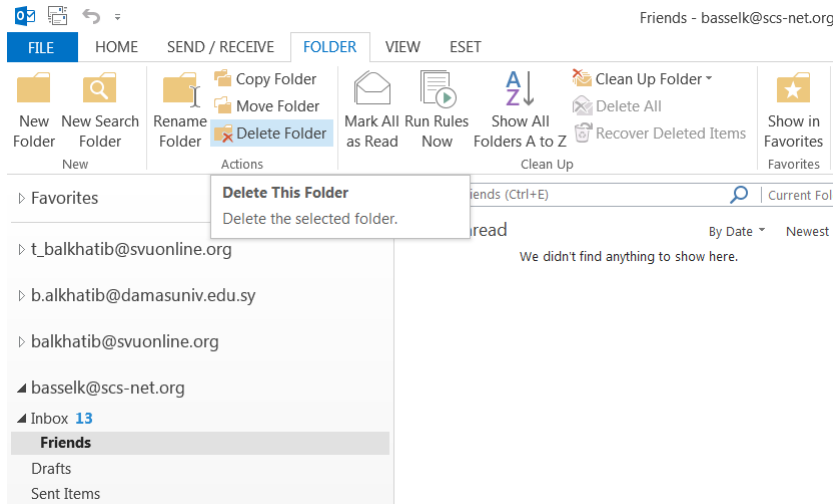 Friends - basselk@scs-net.org
FILE HOME SEND / RECEIVE FOLDER VIEW ESET
New Folder
New Search Folder
Rename Folder
Copy Folder
Move Folder
Delete Folder
Mark All as Read
Run Rules Now
Show All Folders A to Z
Clean Up Folder
Delete All
Recover Deleted Items
Show in Favorites
New Actions Clean Up Favorites
Delete This Folder
Delete the selected folder.
(Ctrl+E) Current
By Date Newest
We didn't find anything to show here.
Favorites
t_balkhatib@svuonline.org
b.alkhatib@damasuniv.edu.sy
balkhatib@svuonline.org
basselk@scs-net.org
Inbox 13
Friends
Drafts
Sent Items